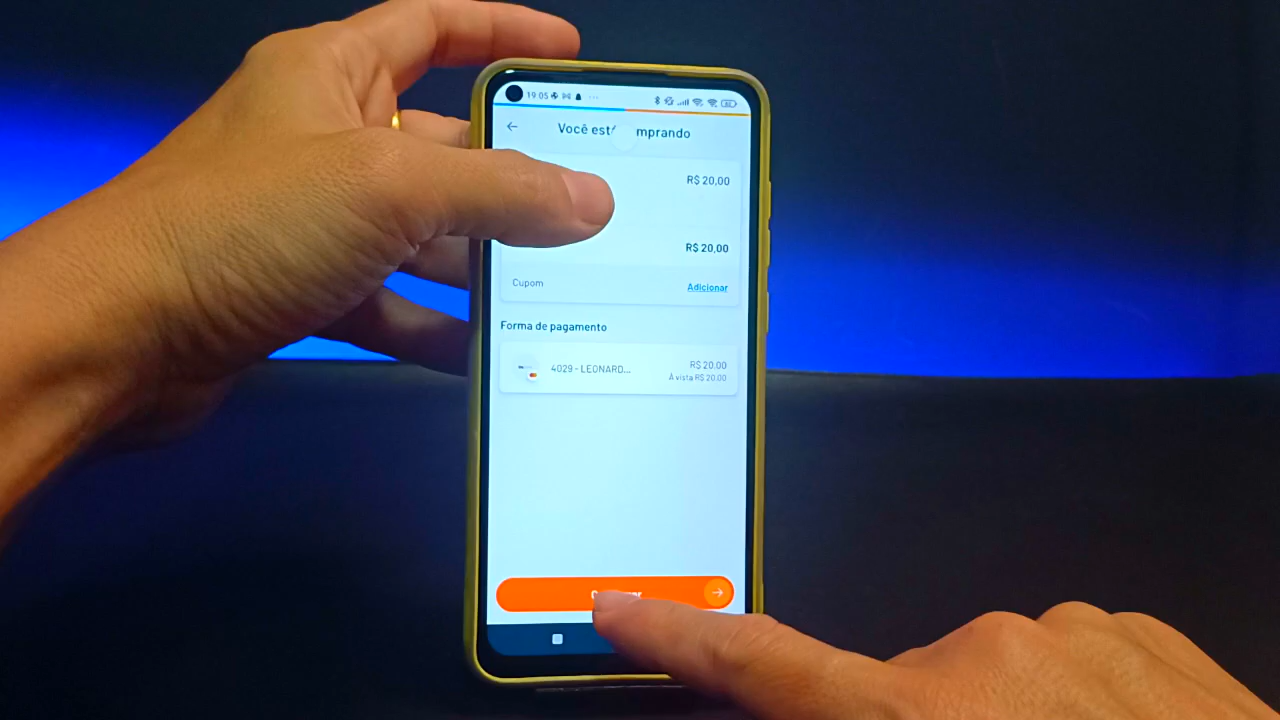 19:05
Você está mprando
R$ 20,00
R$ 20,00
Cupom
Adicionar
Forma de pagamento
4029 - LEONARD...
R$ 20.00
À vista R$ 20.00